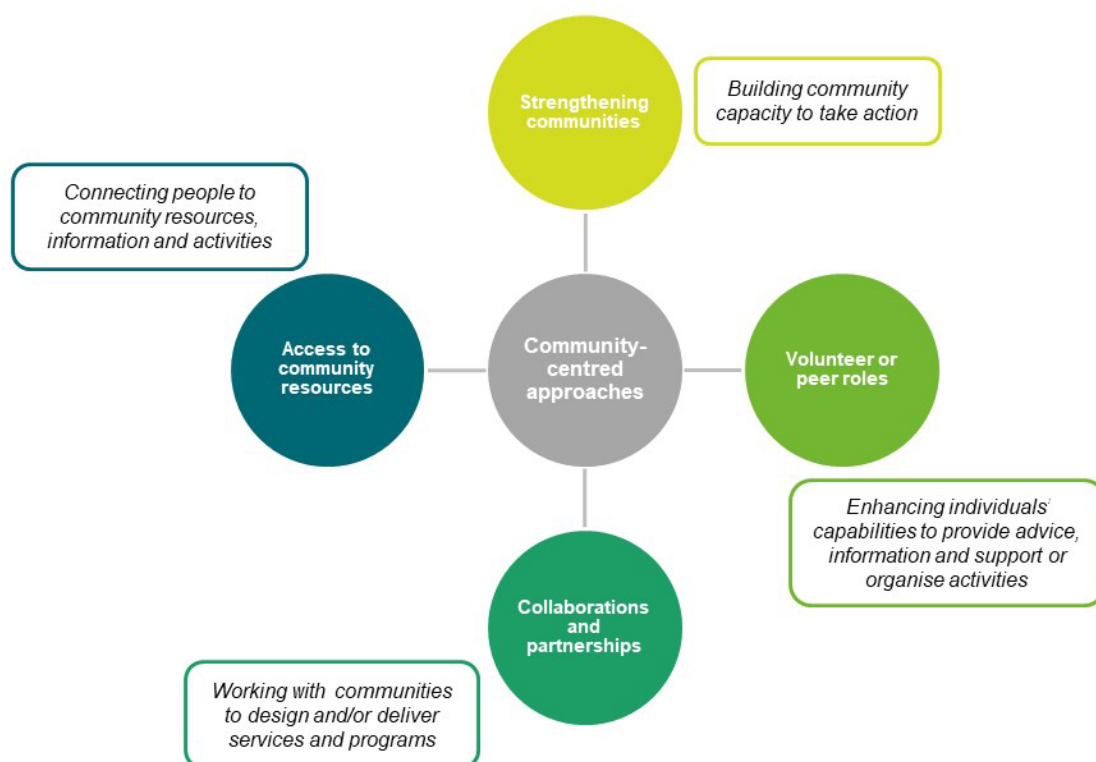 Strengthening
communities
Building community
capacity to take action
Connecting people to
community resources,
information and activities
Access to
community
resources
Community-
centred
approaches
Volunteer or
peer roles
Enhancing individuals'
capabilities to provide advice,
information and support or
organise activities
Collaborations
and
partnerships
Working with communities
to design and/or deliver
services and programs